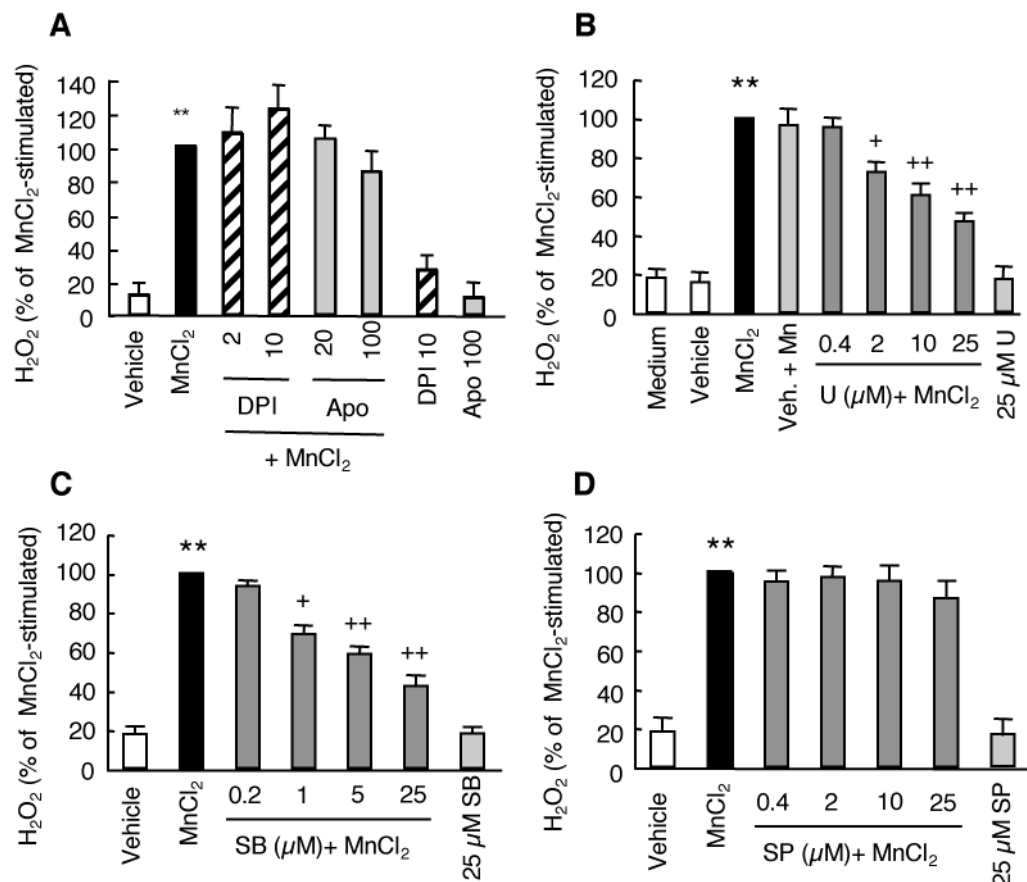 A
H₂O₂ (% of MnCl₂-stimulated)
140
120
100
80
60
40
20
0
**
Vehicle
MnCl₂
2
10
20
100
DPI 10
Apo 100
DPI
Apo
+ MnCl₂
B
H₂O₂ (% of MnCl₂-stimulated)
120
100
80
60
40
20
0
**
+
++
++
Medium
Vehicle
MnCl₂
Veh. + Mn
0.4
2
10
25
25 µM U
U (µM)+ MnCl₂
C
H₂O₂ (% of MnCl₂-stimulated)
120
100
80
60
40
20
0
**
+
++
++
Vehicle
MnCl₂
0.2
1
5
25
25 µM SB
SB (µM)+ MnCl₂
D
H₂O₂ (% of MnCl₂-stimulated)
120
100
80
60
40
20
0
**
Vehicle
MnCl₂
0.4
2
10
25
25 µM SP
SP (µM)+ MnCl₂